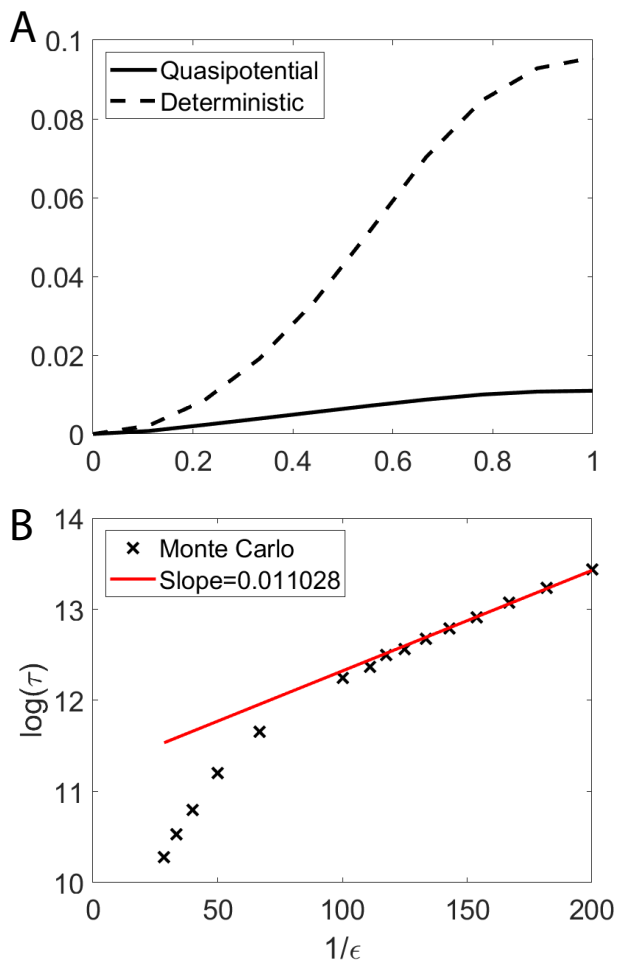 A
0.1
0.08
0.06
0.04
0.02
0
Quasipotential
Deterministic
0 0.2 0.4 0.6 0.8 1
B
14
13
12
11
10
log(τ)
Monte Carlo
Slope=0.011028
0 50 100 150 200
1/ϵ